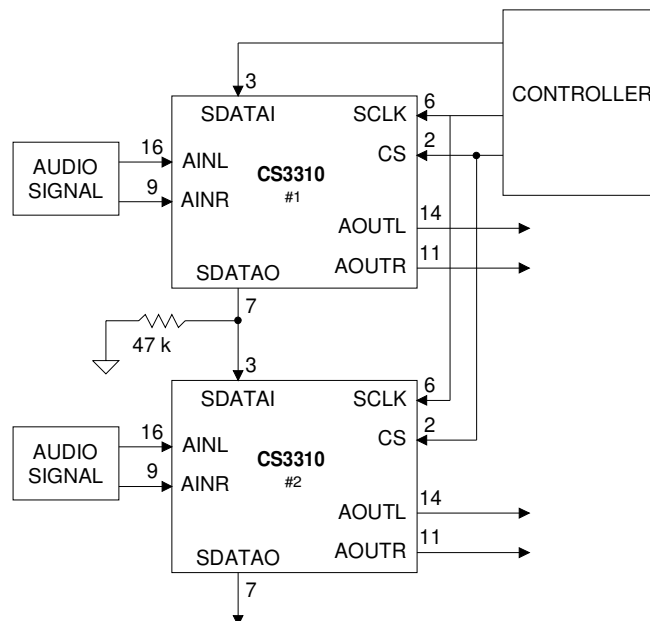 CONTROLLER
3
SDATAI
SCLK
6
CS
2
AUDIO
SIGNAL
16
AINL
9
AINR
CS3310
#1
AOUTL
14
AOUTR
11
SDATAO
7
47 k
3
SDATAI
SCLK
6
CS
2
AUDIO
SIGNAL
16
AINL
9
AINR
CS3310
#2
AOUTL
14
AOUTR
11
SDATAO
7